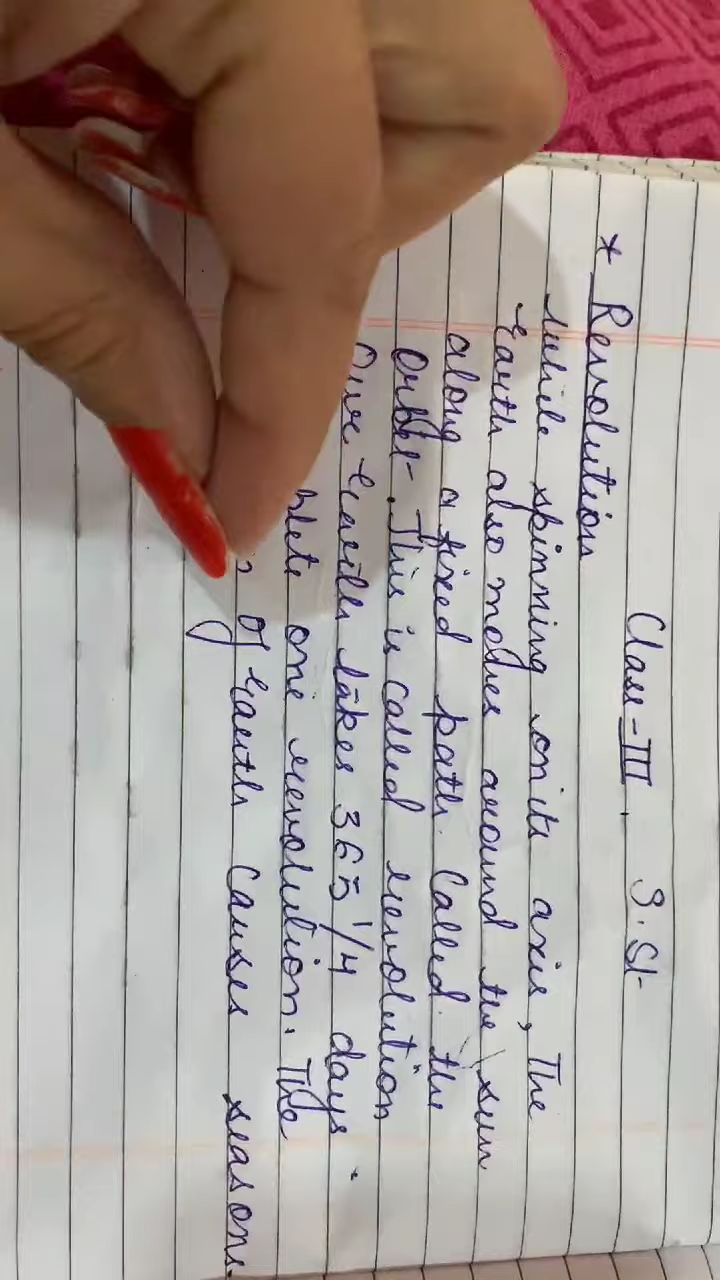 Class-III. S.St
* Revolution
while spinning on its axis, The
earth also moves around the sun
along a fixed path. Called. the
Orbit. This is called revolution
Our Earth takes 365 1/4 days.
one revolution. The
of earth causes seasons.